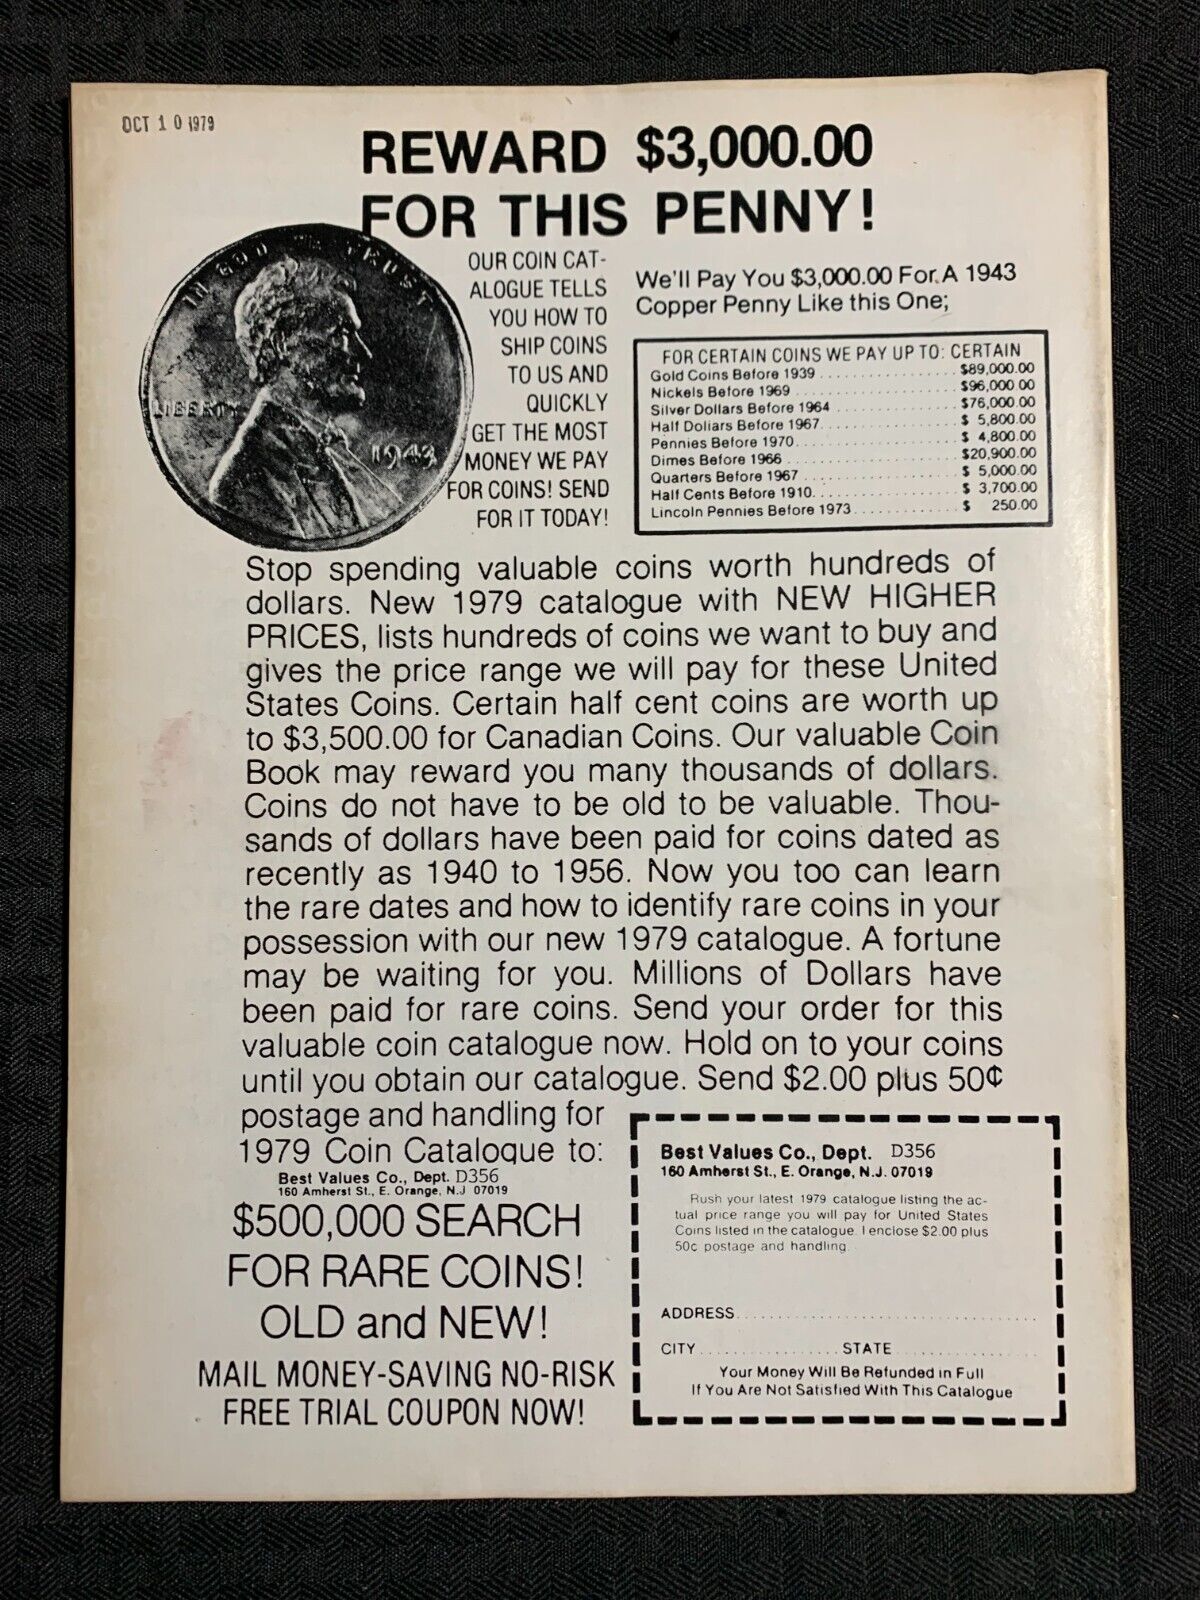 OCT 10 1979
REWARD $3,000.00
FOR THIS PENNY!
IN GOD WE TRUST
LIBERTY
1943
OUR COIN CAT-
ALOGUE TELLS
YOU HOW TO
SHIP COINS
TO US AND
QUICKLY
GET THE MOST
MONEY WE PAY
FOR COINS! SEND
FOR IT TODAY!
We'll Pay You $3,000.00 For A 1943
Copper Penny Like this One;
FOR CERTAIN COINS WE PAY UP TO: CERTAIN
Gold Coins Before 1939 . . . . . . . . . . . . . . . . $89,000.00
Nickels Before 1969 . . . . . . . . . . . . . . . . $96,000.00
Silver Dollars Before 1964 . . . . . . . . . . . . . . . . $76,000.00
Half Dollars Before 1967. . . . . . . . . . . . . . . . $ 5,800.00
Pennies Before 1970. . . . . . . . . . . . . . . . $ 4,800.00
Dimes Before 1966 . . . . . . . . . . . . . . . . $20,900.00
Quarters Before 1967 . . . . . . . . . . . . . . . . $ 5,000.00
Half Cents Before 1910. . . . . . . . . . . . . . . . $ 3,700.00
Lincoln Pennies Before 1973. . . . . . . . . . . . . $ 250.00
Stop spending valuable coins worth hundreds of
dollars. New 1979 catalogue with NEW HIGHER
PRICES, lists hundreds of coins we want to buy and
gives the price range we will pay for these United
States Coins. Certain half cent coins are worth up
to $3,500.00 for Canadian Coins. Our valuable Coin
Book may reward you many thousands of dollars.
Coins do not have to be old to be valuable. Thou-
sands of dollars have been paid for coins dated as
recently as 1940 to 1956. Now you too can learn
the rare dates and how to identify rare coins in your
possession with our new 1979 catalogue. A fortune
may be waiting for you. Millions of Dollars have
been paid for rare coins. Send your order for this
valuable coin catalogue now. Hold on to your coins
until you obtain our catalogue. Send $2.00 plus 50¢
postage and handling for
1979 Coin Catalogue to:
Best Values Co., Dept. D356
160 Amherst St., E. Orange, N.J 07019
$500,000 SEARCH
FOR RARE COINS!
OLD and NEW!
MAIL MONEY-SAVING NO-RISK
FREE TRIAL COUPON NOW!
Best Values Co., Dept. D356
160 Amherst St., E. Orange, N.J. 07019
Rush your latest 1979 catalogue listing the ac-
tual price range you will pay for United States
Coins listed in the catalogue. I enclose $2.00 plus
50c postage and handling.
ADDRESS. . . . . . . . . . . . . . . . . . . . . . . . . . . . . .
CITY . . . . . . . . . . . . . . . . STATE . . . . . . . . . . . . . . . .
Your Money Will Be Refunded in Full
If You Are Not Satisfied With This Catalogue